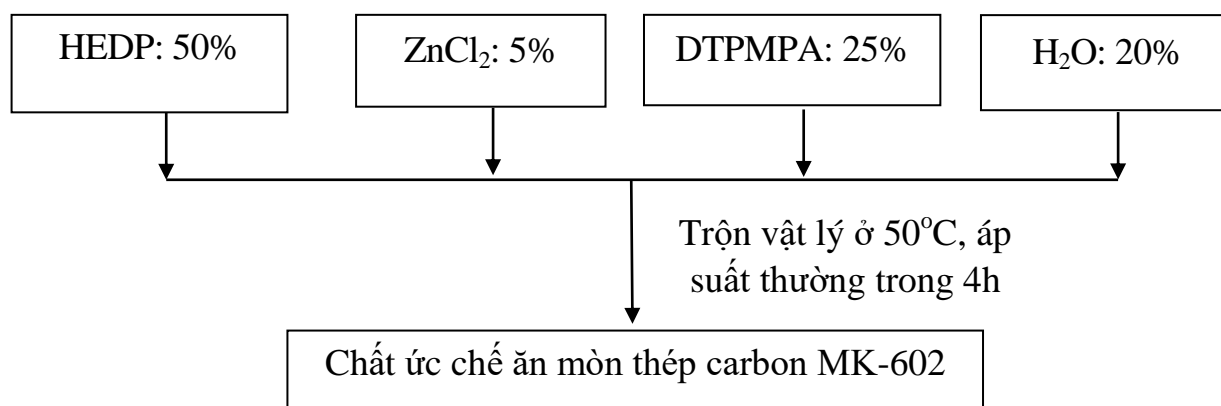 HEDP: 50%
ZnCl₂: 5%
DTPMPA: 25%
H₂O: 20%
Trộn vật lý ở 50°C, áp
suất thường trong 4h
Chất ức chế ăn mòn thép carbon MK-602